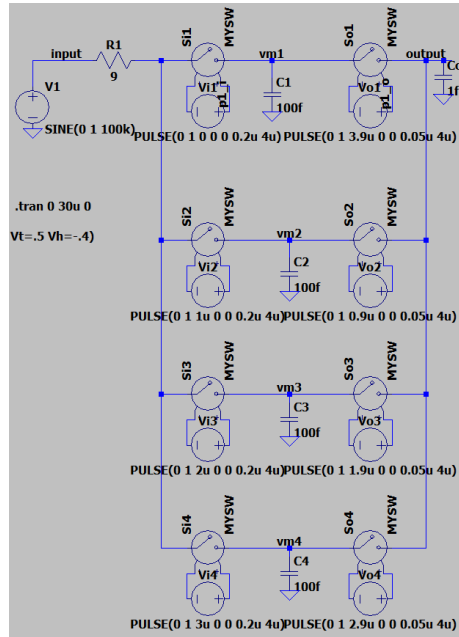 input
R1
9
Si1
MYSW
vm1
So1
MYSW
output
V1
SINE(0 1 100k)
Vi1
p1_i
C1
100f
Vo1
p1_o
1f
PULSE(0 1 0 0 0 0.2u 4u)
PULSE(0 1 3.9u 0 0 0.05u 4u)
.tran 0 30u 0
Vt=.5 Vh=-.4)
Si2
MYSW
vm2
So2
MYSW
Vi2
C2
100f
Vo2
PULSE(0 1 1u 0 0 0.2u 4u)
PULSE(0 1 0.9u 0 0 0.05u 4u)
Si3
MYSW
vm3
So3
MYSW
Vi3
C3
100f
Vo3
PULSE(0 1 2u 0 0 0.2u 4u)
PULSE(0 1 1.9u 0 0 0.05u 4u)
Si4
MYSW
vm4
So4
MYSW
Vi4
C4
100f
Vo4
PULSE(0 1 3u 0 0 0.2u 4u)
PULSE(0 1 2.9u 0 0 0.05u 4u)